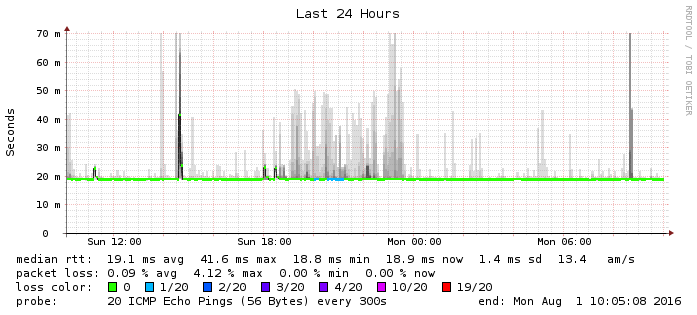 Last 24 Hours
RRDTOOL / TOBI OETIKER
Seconds
70 m
60 m
50 m
40 m
30 m
20 m
10 m
0
Sun 12:00 Sun 18:00 Mon 00:00 Mon 06:00
median rtt: 19.1 ms avg 41.6 ms max 18.8 ms min 18.9 ms now 1.4 ms sd 13.4 am/s
packet loss: 0.09 % avg 4.12 % max 0.00 % min 0.00 % now
loss color: 0 1/20 2/20 3/20 4/20 10/20 19/20
probe: 20 ICMP Echo Pings (56 Bytes) every 300s end: Mon Aug 1 10:05:08 2016